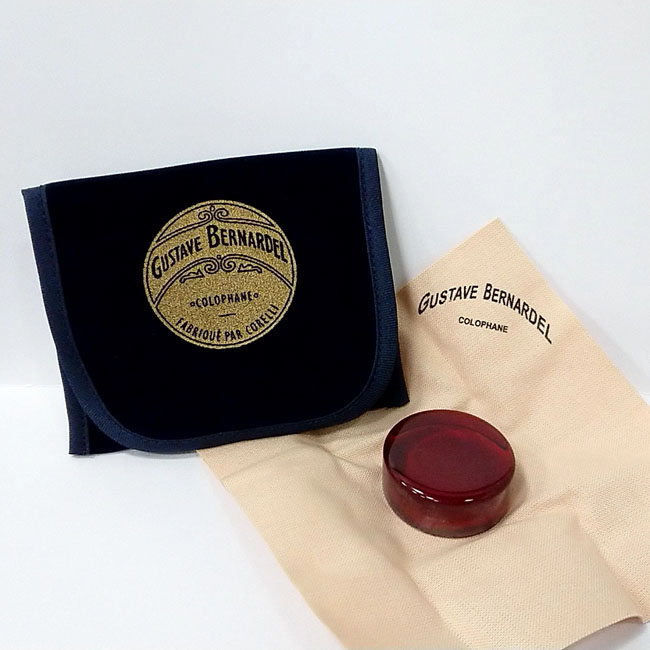 GUSTAVE BERNARDEL
COLOPHANE
FABRIQUÉ PAR CORELLI
GUSTAVE BERNARDEL
COLOPHANE